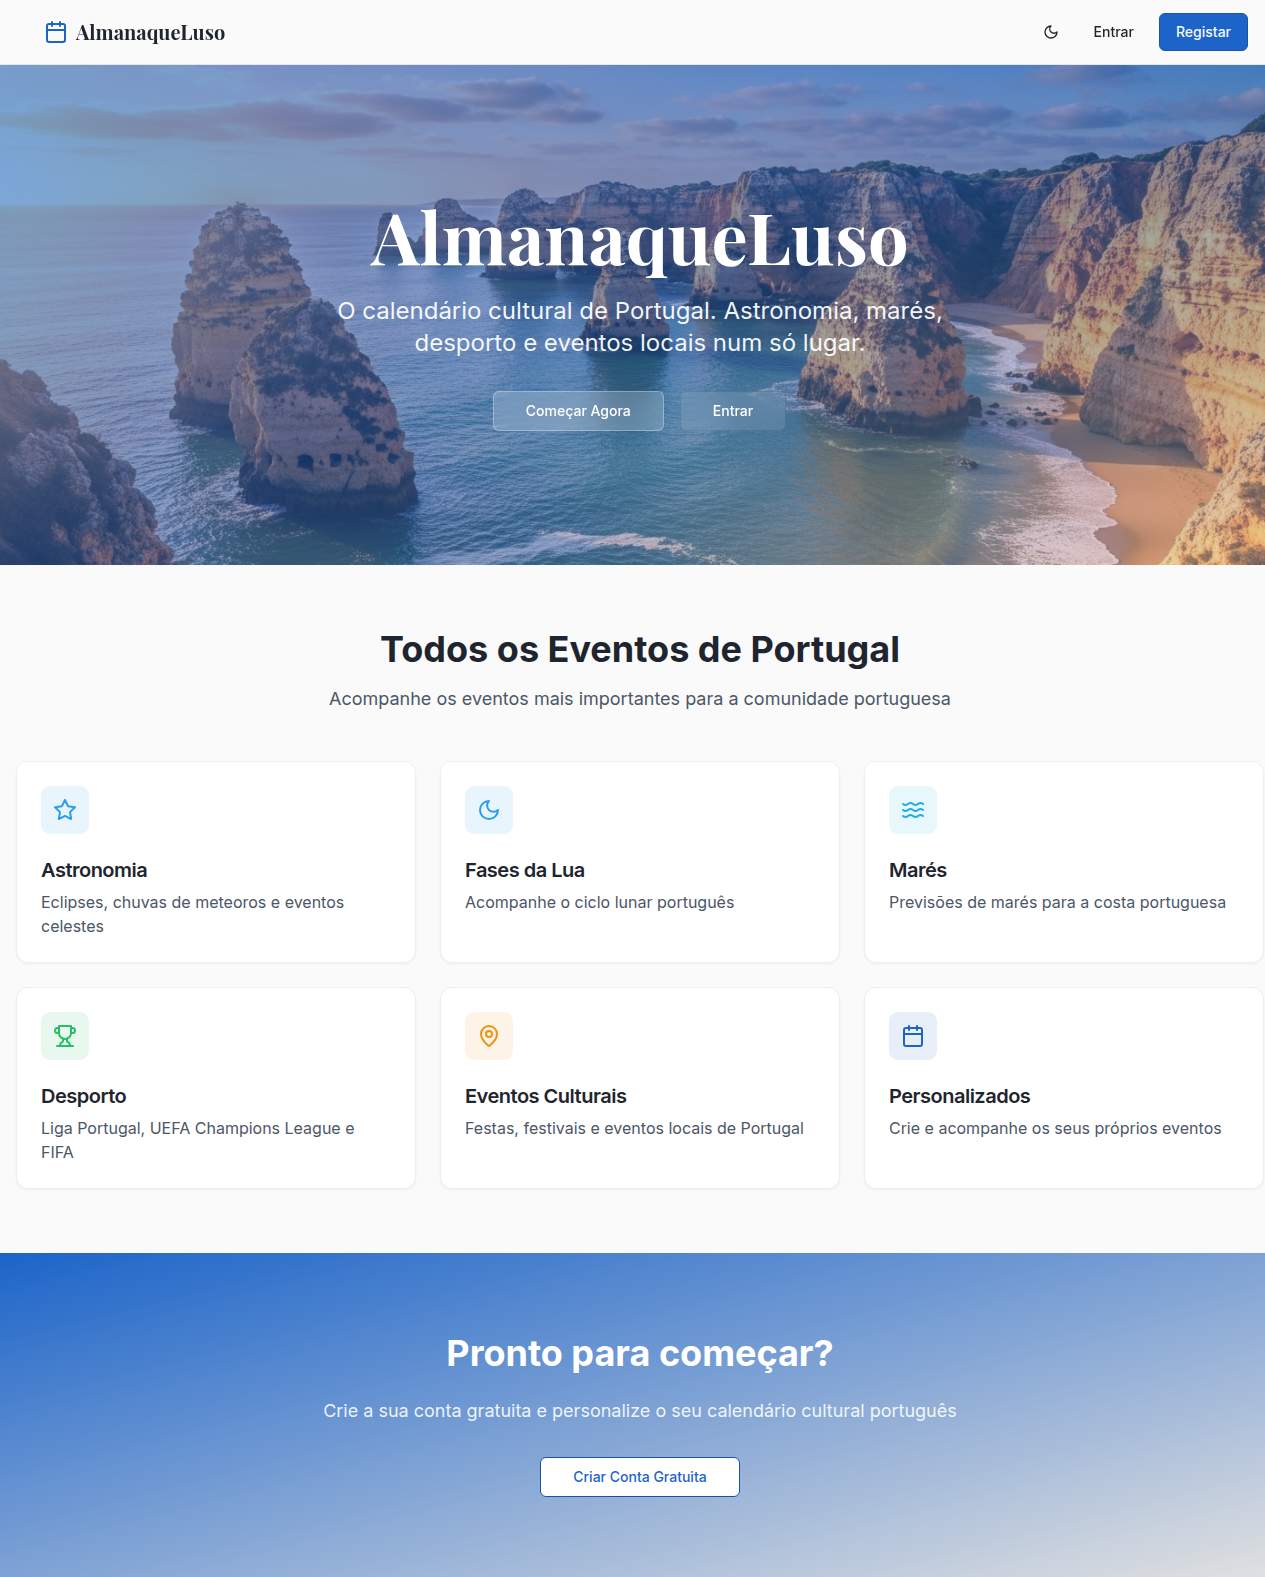 AlmanaqueLuso
Entrar
Registar
AlmanaqueLuso
O calendário cultural de Portugal. Astronomia, marés,
desporto e eventos locais num só lugar.
Começar Agora
Entrar
Todos os Eventos de Portugal
Acompanhe os eventos mais importantes para a comunidade portuguesa
Astronomia
Eclipses, chuvas de meteoros e eventos
celestes
Fases da Lua
Acompanhe o ciclo lunar português
Marés
Previsões de marés para a costa portuguesa
Desporto
Liga Portugal, UEFA Champions League e
FIFA
Eventos Culturais
Festas, festivais e eventos locais de Portugal
Personalizados
Crie e acompanhe os seus próprios eventos
Pronto para começar?
Crie a sua conta gratuita e personalize o seu calendário cultural português
Criar Conta Gratuita